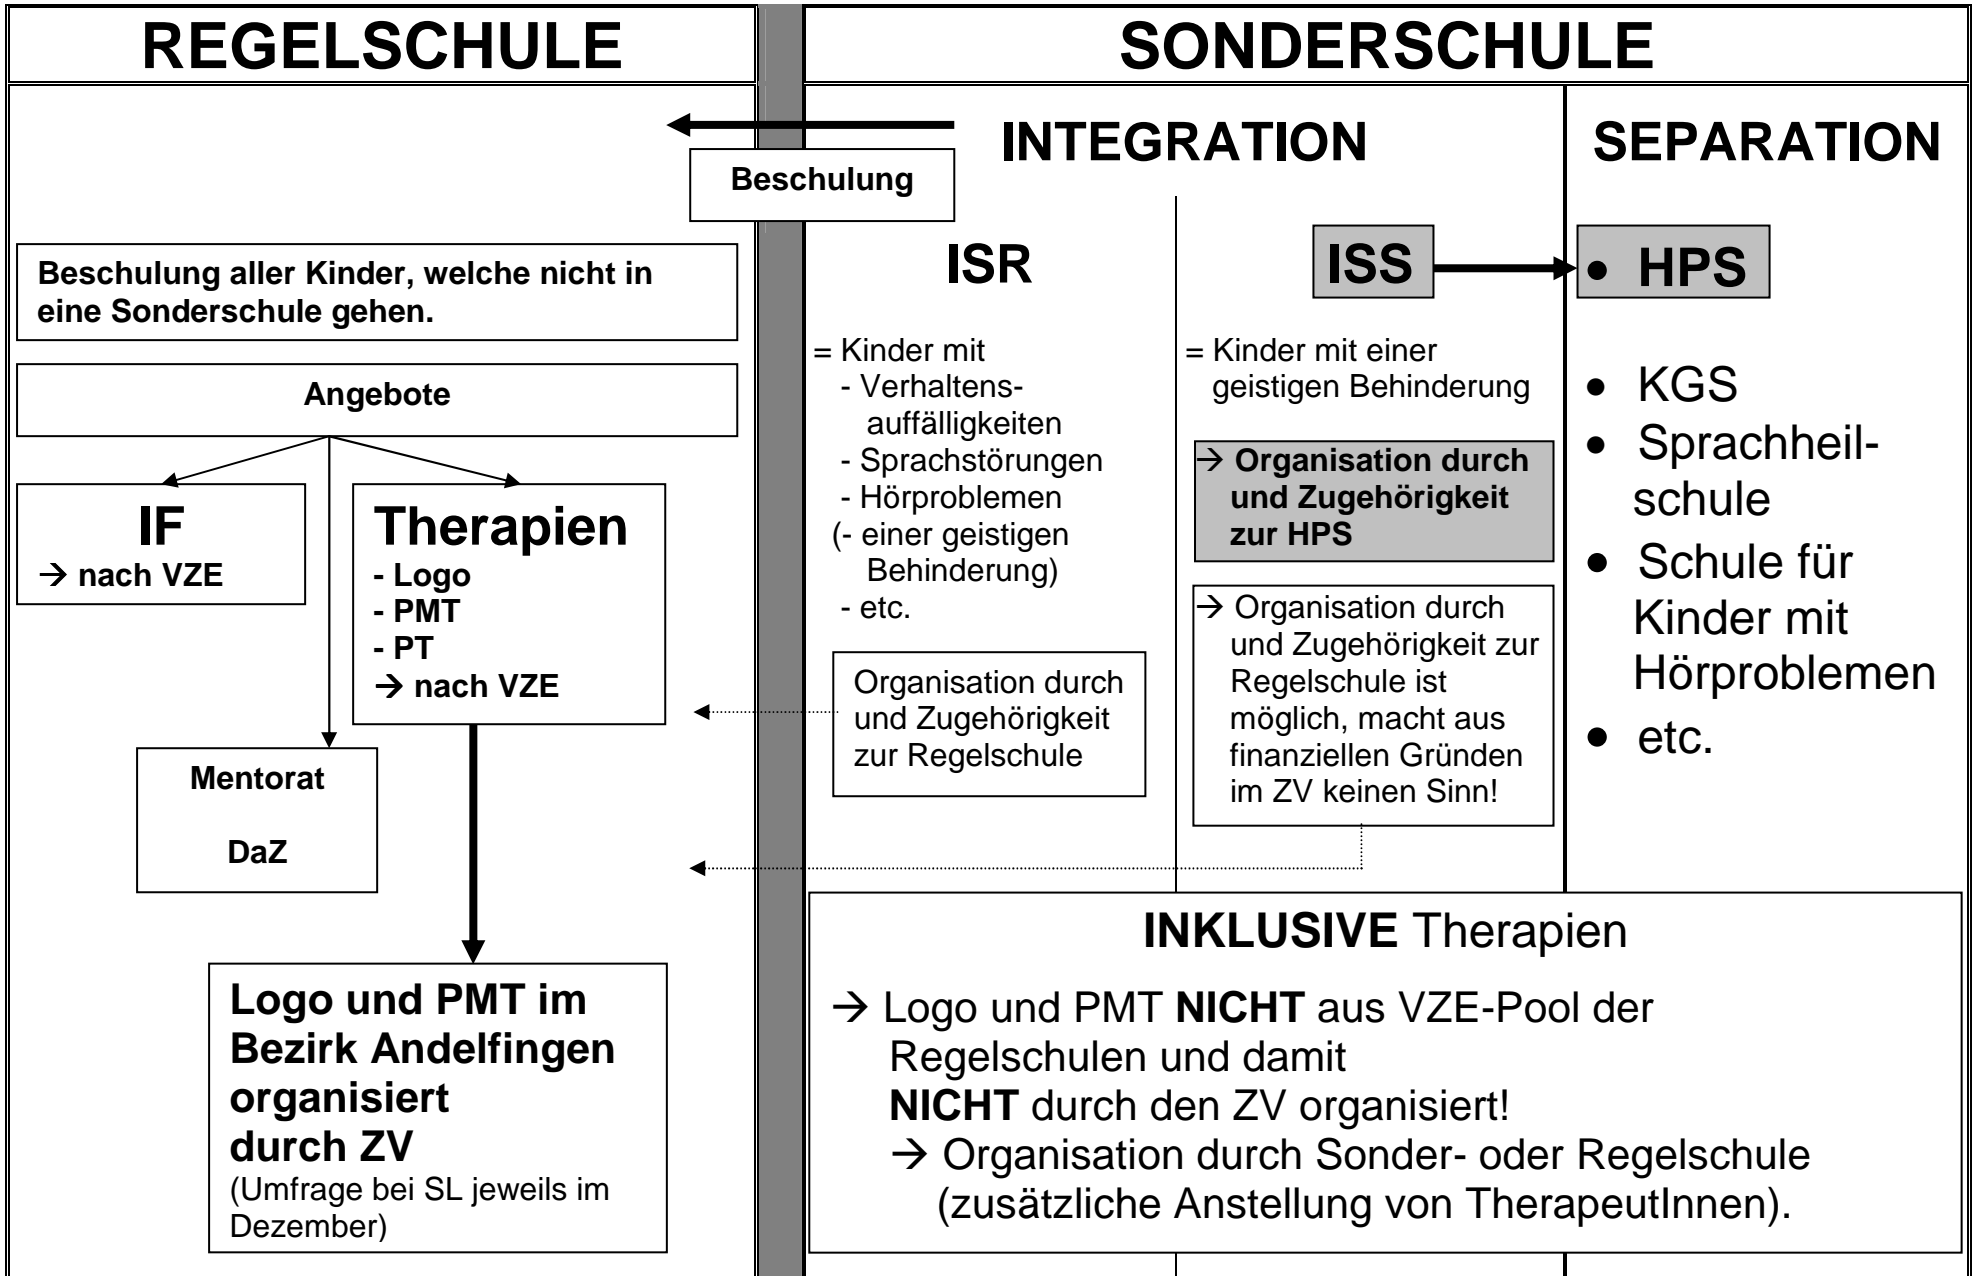 REGELSCHULE
SONDERSCHULE
Beschulung
INTEGRATION
SEPARATION
Beschulung aller Kinder, welche nicht in
eine Sonderschule gehen.
Angebote
IF
→ nach VZE
Therapien
- Logo
- PMT
- PT
→ nach VZE
Mentorat
DaZ
Logo und PMT im
Bezirk Andelfingen
organisiert
durch ZV
(Umfrage bei SL jeweils im
Dezember)
ISR
= Kinder mit
- Verhaltens-
auffälligkeiten
- Sprachstörungen
- Hörproblemen
(- einer geistigen
Behinderung)
- etc.
Organisation durch
und Zugehörigkeit
zur Regelschule
ISS
= Kinder mit einer
geistigen Behinderung
→ Organisation durch
und Zugehörigkeit
zur HPS
→ Organisation durch
und Zugehörigkeit zur
Regelschule ist
möglich, macht aus
finanziellen Gründen
im ZV keinen Sinn!
• HPS
• KGS
• Sprachheil-
schule
• Schule für
Kinder mit
Hörproblemen
• etc.
INKLUSIVE Therapien
→ Logo und PMT NICHT aus VZE-Pool der
Regelschulen und damit
NICHT durch den ZV organisiert!
→ Organisation durch Sonder- oder Regelschule
(zusätzliche Anstellung von TherapeutInnen).